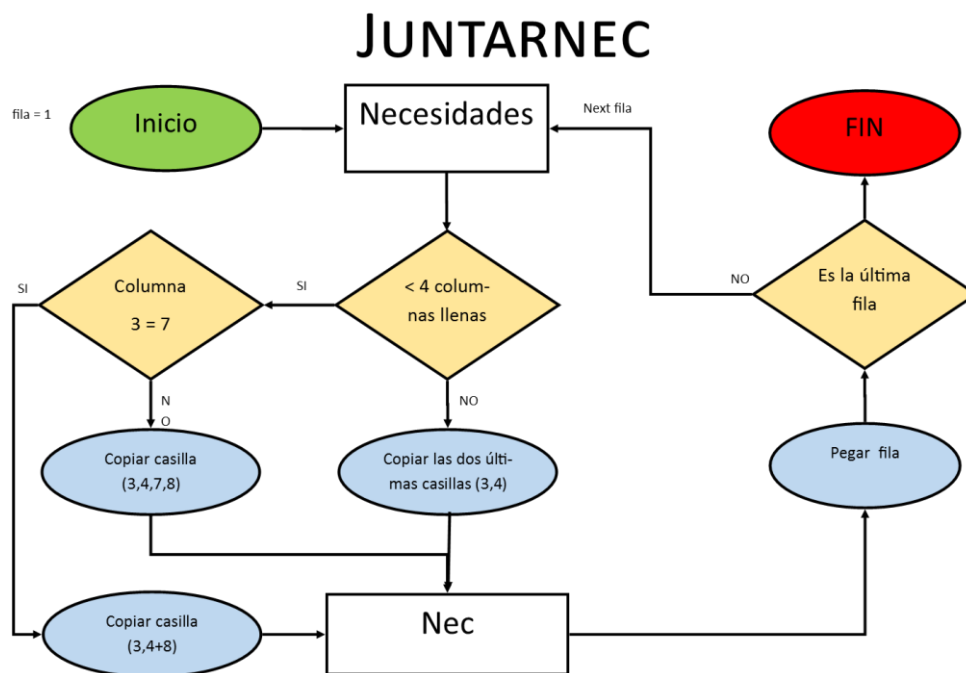 JUNTARNEC
fila = 1
Inicio
Necesidades
Next fila
FIN
SI
Columna
3 = 7
SI
< 4 colum-
nas llenas
NO
Es la última
fila
N
O
NO
Copiar casilla
(3,4,7,8)
Copiar las dos últi-
mas casillas (3,4)
Pegar fila
Copiar casilla
(3,4+8)
Nec